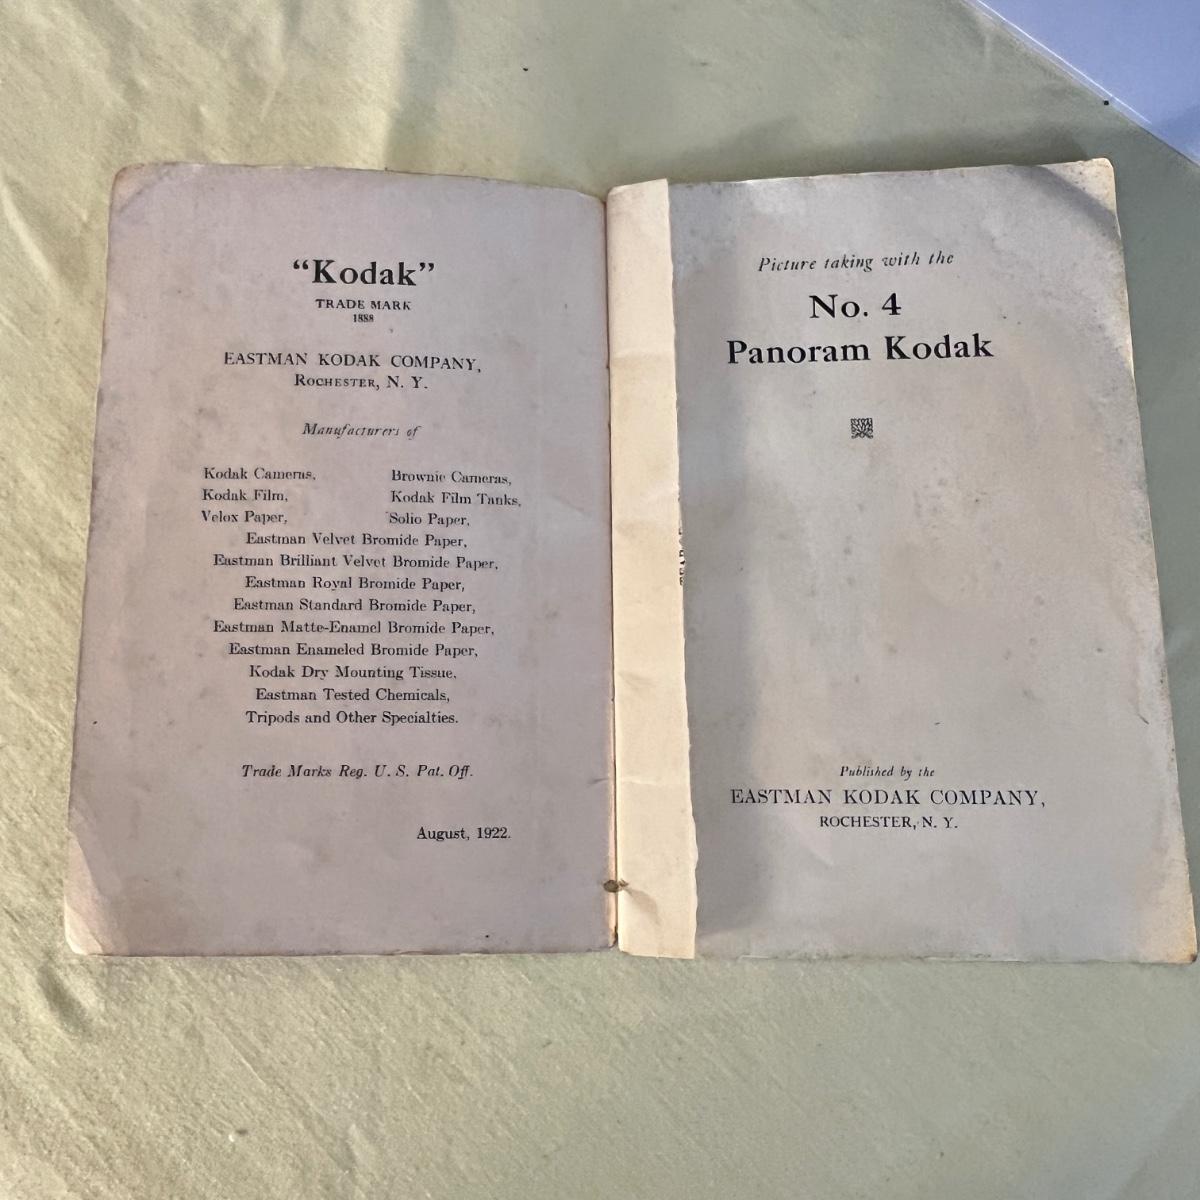 “Kodak”
TRADE MARK
1888
EASTMAN KODAK COMPANY,
ROCHESTER, N. Y.
Manufacturers of
Kodak Cameras, Brownie Cameras,
Kodak Film, Kodak Film Tanks,
Velox Paper, Solio Paper,
Eastman Velvet Bromide Paper,
Eastman Brilliant Velvet Bromide Paper,
Eastman Royal Bromide Paper,
Eastman Standard Bromide Paper,
Eastman Matte-Enamel Bromide Paper,
Eastman Enameled Bromide Paper,
Kodak Dry Mounting Tissue,
Eastman Tested Chemicals,
Tripods and Other Specialties.
Trade Marks Reg. U. S. Pat. Off.
August, 1922.
Picture taking with the
No. 4
Panoram Kodak
Published by the
EASTMAN KODAK COMPANY,
ROCHESTER, N. Y.